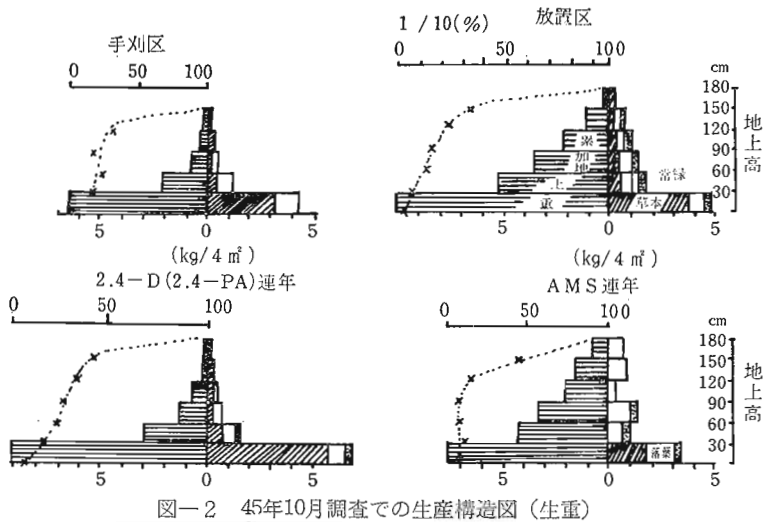 手刈区
0 50 100
5 0 5
(kg/4㎡)
1/10(%) 放置区
0 50 100
cm
180
150
120
90
60
30
地上高
累加地上重
常緑
草本
5 0 5
(kg/4㎡)
2.4-D(2.4-PA)連年
0 50 100
5 0 5
AMS連年
0 50 100
cm
180
150
120
90
60
30
地上高
落葉
5 0 5
図-2 45年10月調査での生産構造図(生重)